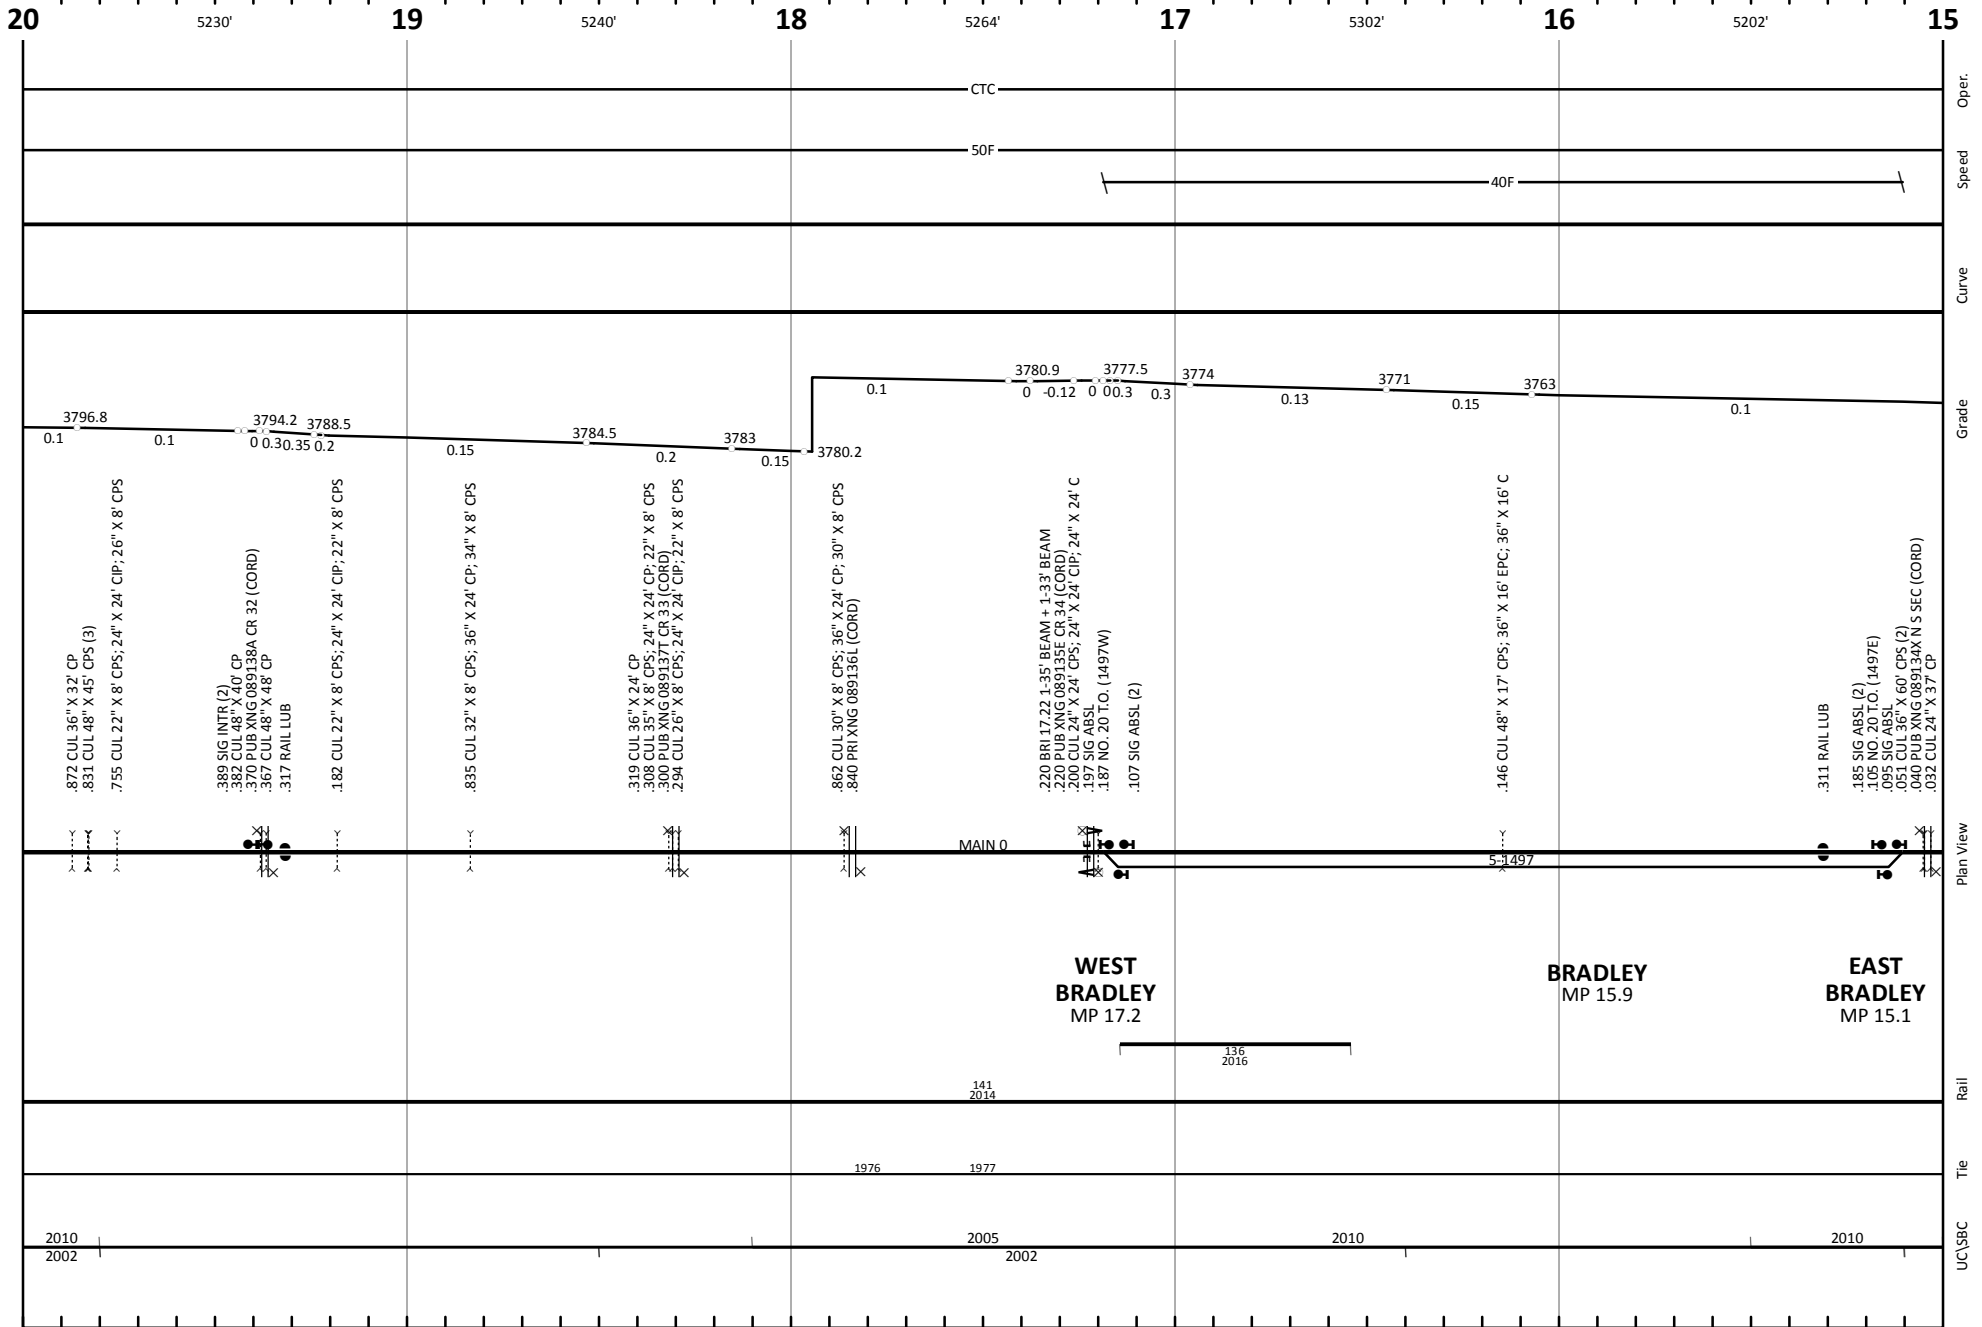 20 5230' 19 5240' 18 5264' 17 5302' 16 5202' 15
CTC
Oper.
50F
40F
Speed
Curve
3796.8 3794.2 3788.5 3784.5 3783 3780.2 3780.9 3777.5 3774 3771 3763
0.1 0.1 0 0.3 0.35 0.2 0.15 0.2 0.15 0.1 0 -0.12 0 0 0.3 0.3 0.13 0.15 0.1
Grade
.872 CUL 36" X 32' CP
.831 CUL 48" X 45' CPS (3)
.755 CUL 22" X 8' CPS; 24" X 24' CIP; 26" X 8' CPS
.389 SIG INTR (2)
.382 CUL 48" X 40' CP
.370 PUB XNG 089138A CR 32 (CORD)
.367 CUL 48" X 48' CP
.317 RAIL LUB
.182 CUL 22" X 8' CPS; 24" X 24' CIP; 22" X 8' CPS
.835 CUL 32" X 8' CPS; 36" X 24' CP; 34" X 8' CPS
.319 CUL 36" X 24' CP
.308 CUL 35" X 8' CPS; 24" X 24' CP; 22" X 8' CPS
.300 PUB XNG 089137T CR 33 (CORD)
.294 CUL 26" X 8' CPS; 24" X 24' CIP; 22" X 8' CPS
.862 CUL 30" X 8' CPS; 36" X 24' CP; 30" X 8' CPS
.840 PRI XNG 089136L (CORD)
.220 BRI 17.22 1-35' BEAM + 1-33' BEAM
.220 PUB XNG 089135E CR 34 (CORD)
.200 CUL 24" X 24' CPS; 24" X 24' CIP; 24" X 24' C
.197 SIG ABSL
.187 NO. 20 T.O. (1497W)
.107 SIG ABSL (2)
.146 CUL 48" X 17' CPS; 36" X 16' EPC; 36" X 16' C
.311 RAIL LUB
.185 SIG ABSL (2)
.105 NO. 20 T.O. (1497E)
.095 SIG ABSL
.051 CUL 36" X 60' CPS (2)
.040 PUB XNG 089134X N S SEC (CORD)
.032 CUL 24" X 37' CP
MAIN 0
5-1497
Plan View
WEST
BRADLEY
MP 17.2
BRADLEY
MP 15.9
EAST
BRADLEY
MP 15.1
136
2016
141
2014
Rail
1976 1977
Tie
2010 2005 2010 2010
2002 2002
UC\SBC